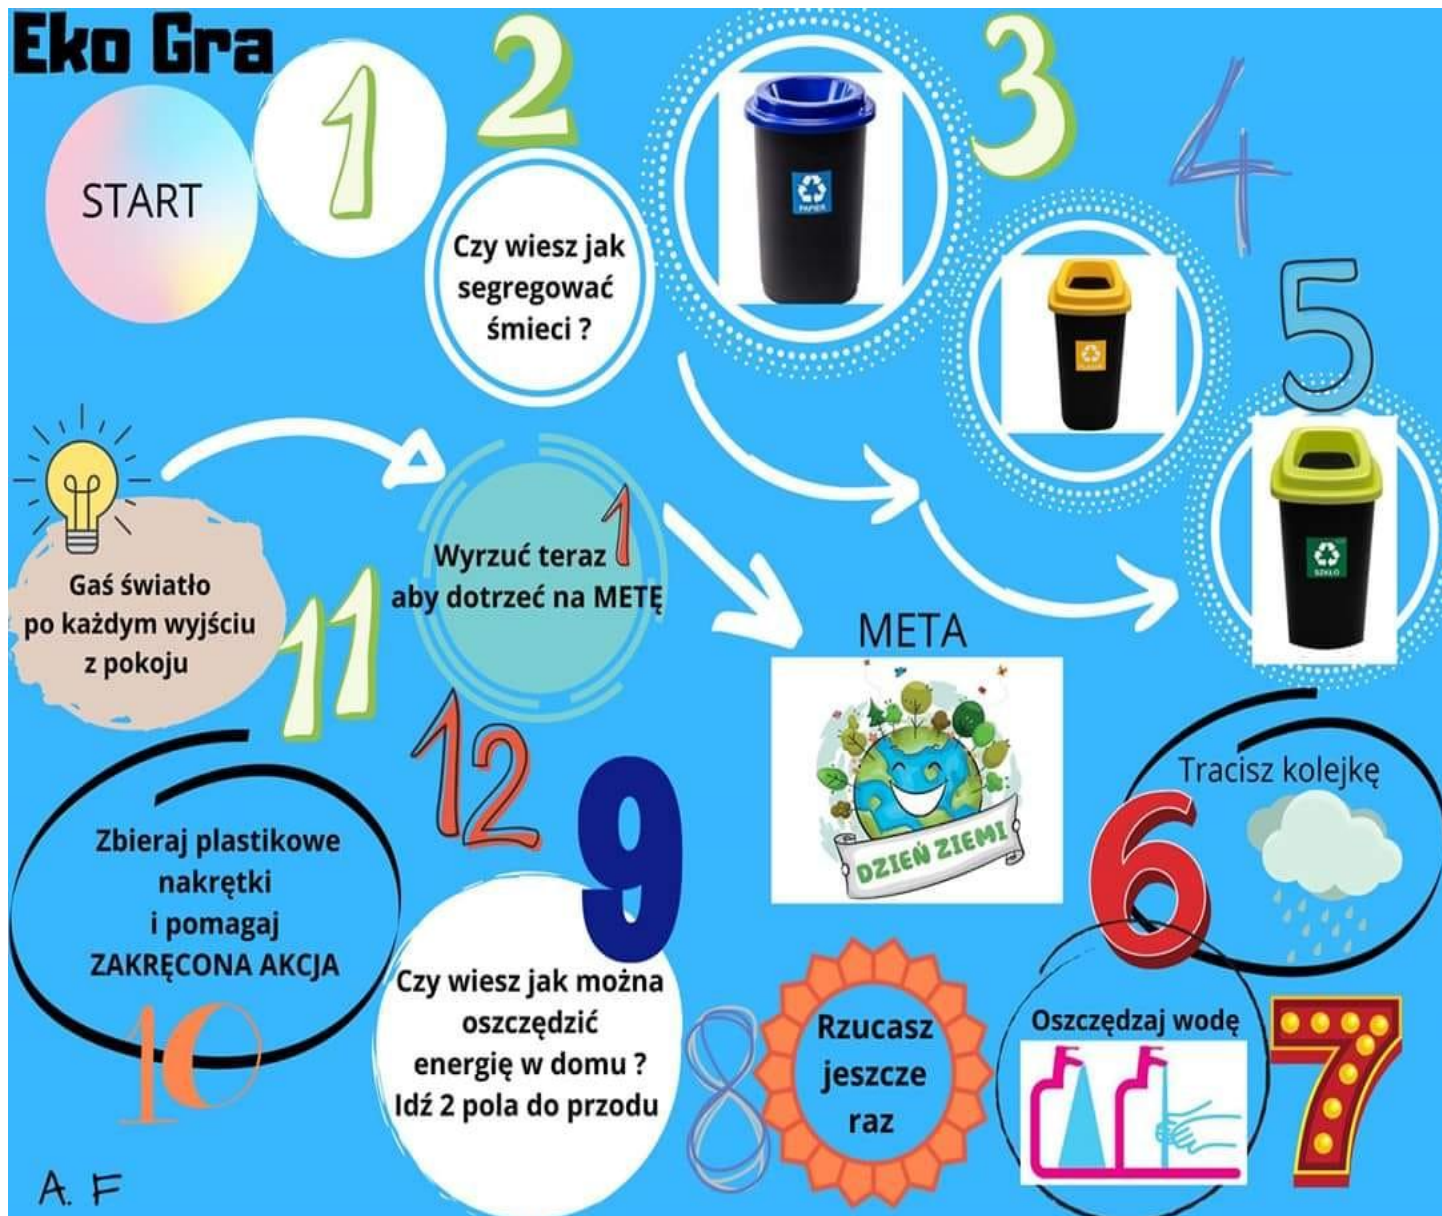 Eko Gra
START
1
2
Czy wiesz jak
segregować
śmieci ?
PAPIER
3
4
5
SZKŁO
Tracisz kolejkę
6
Oszczędzaj wodę
7
Rzucasz
jeszcze
raz
8
9
Czy wiesz jak można
oszczędzić
energię w domu ?
Idź 2 pola do przodu
Zbieraj plastikowe
nakrętki
i pomagaj
ZAKRĘCONA AKCJA
10
Gaś światło
po każdym wyjściu
z pokoju
11
Wyrzuć teraz 1
aby dotrzeć na METĘ
12
META
DZIEŃ ZIEMI
A. F